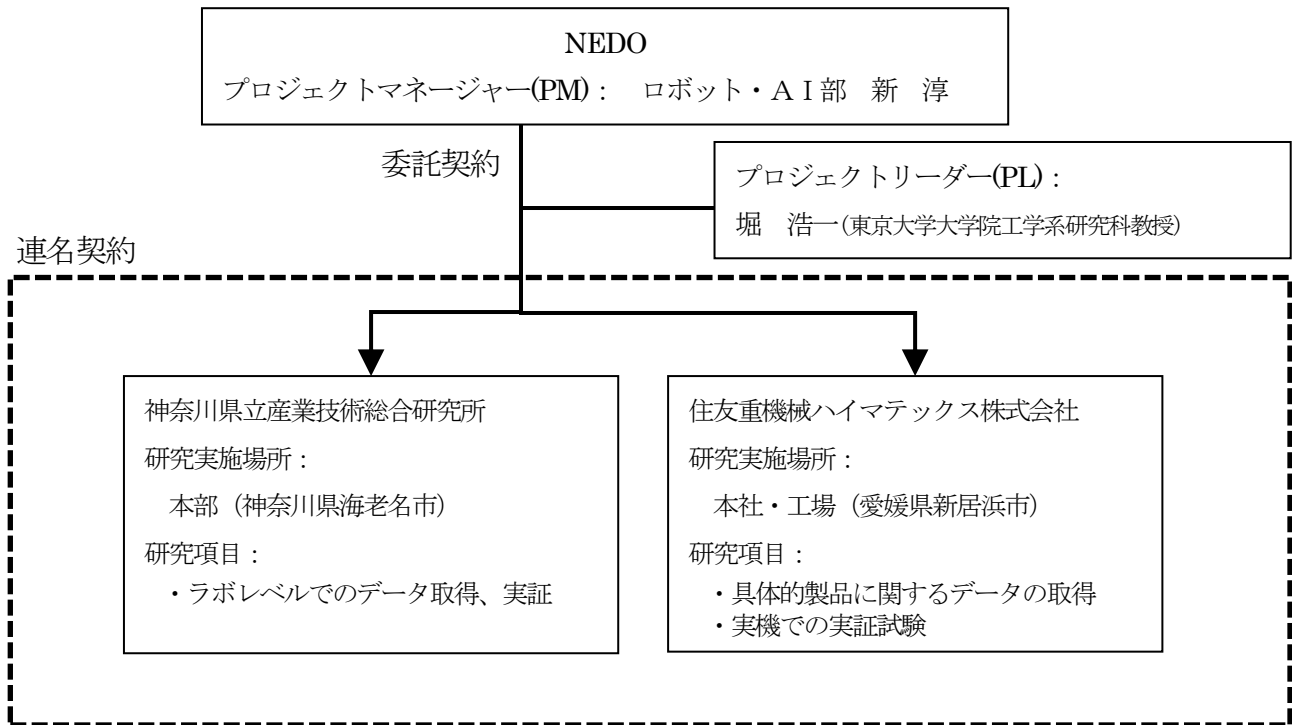 NEDO
プロジェクトマネージャー(PM)： ロボット・ＡＩ部 新 淳
委託契約
プロジェクトリーダー(PL)：
堀 浩一(東京大学大学院工学系研究科教授)
連名契約
神奈川県立産業技術総合研究所
研究実施場所：
本部（神奈川県海老名市）
研究項目：
・ラボレベルでのデータ取得、実証
住友重機械ハイマテックス株式会社
研究実施場所：
本社・工場（愛媛県新居浜市）
研究項目：
・具体的製品に関するデータの取得
・実機での実証試験